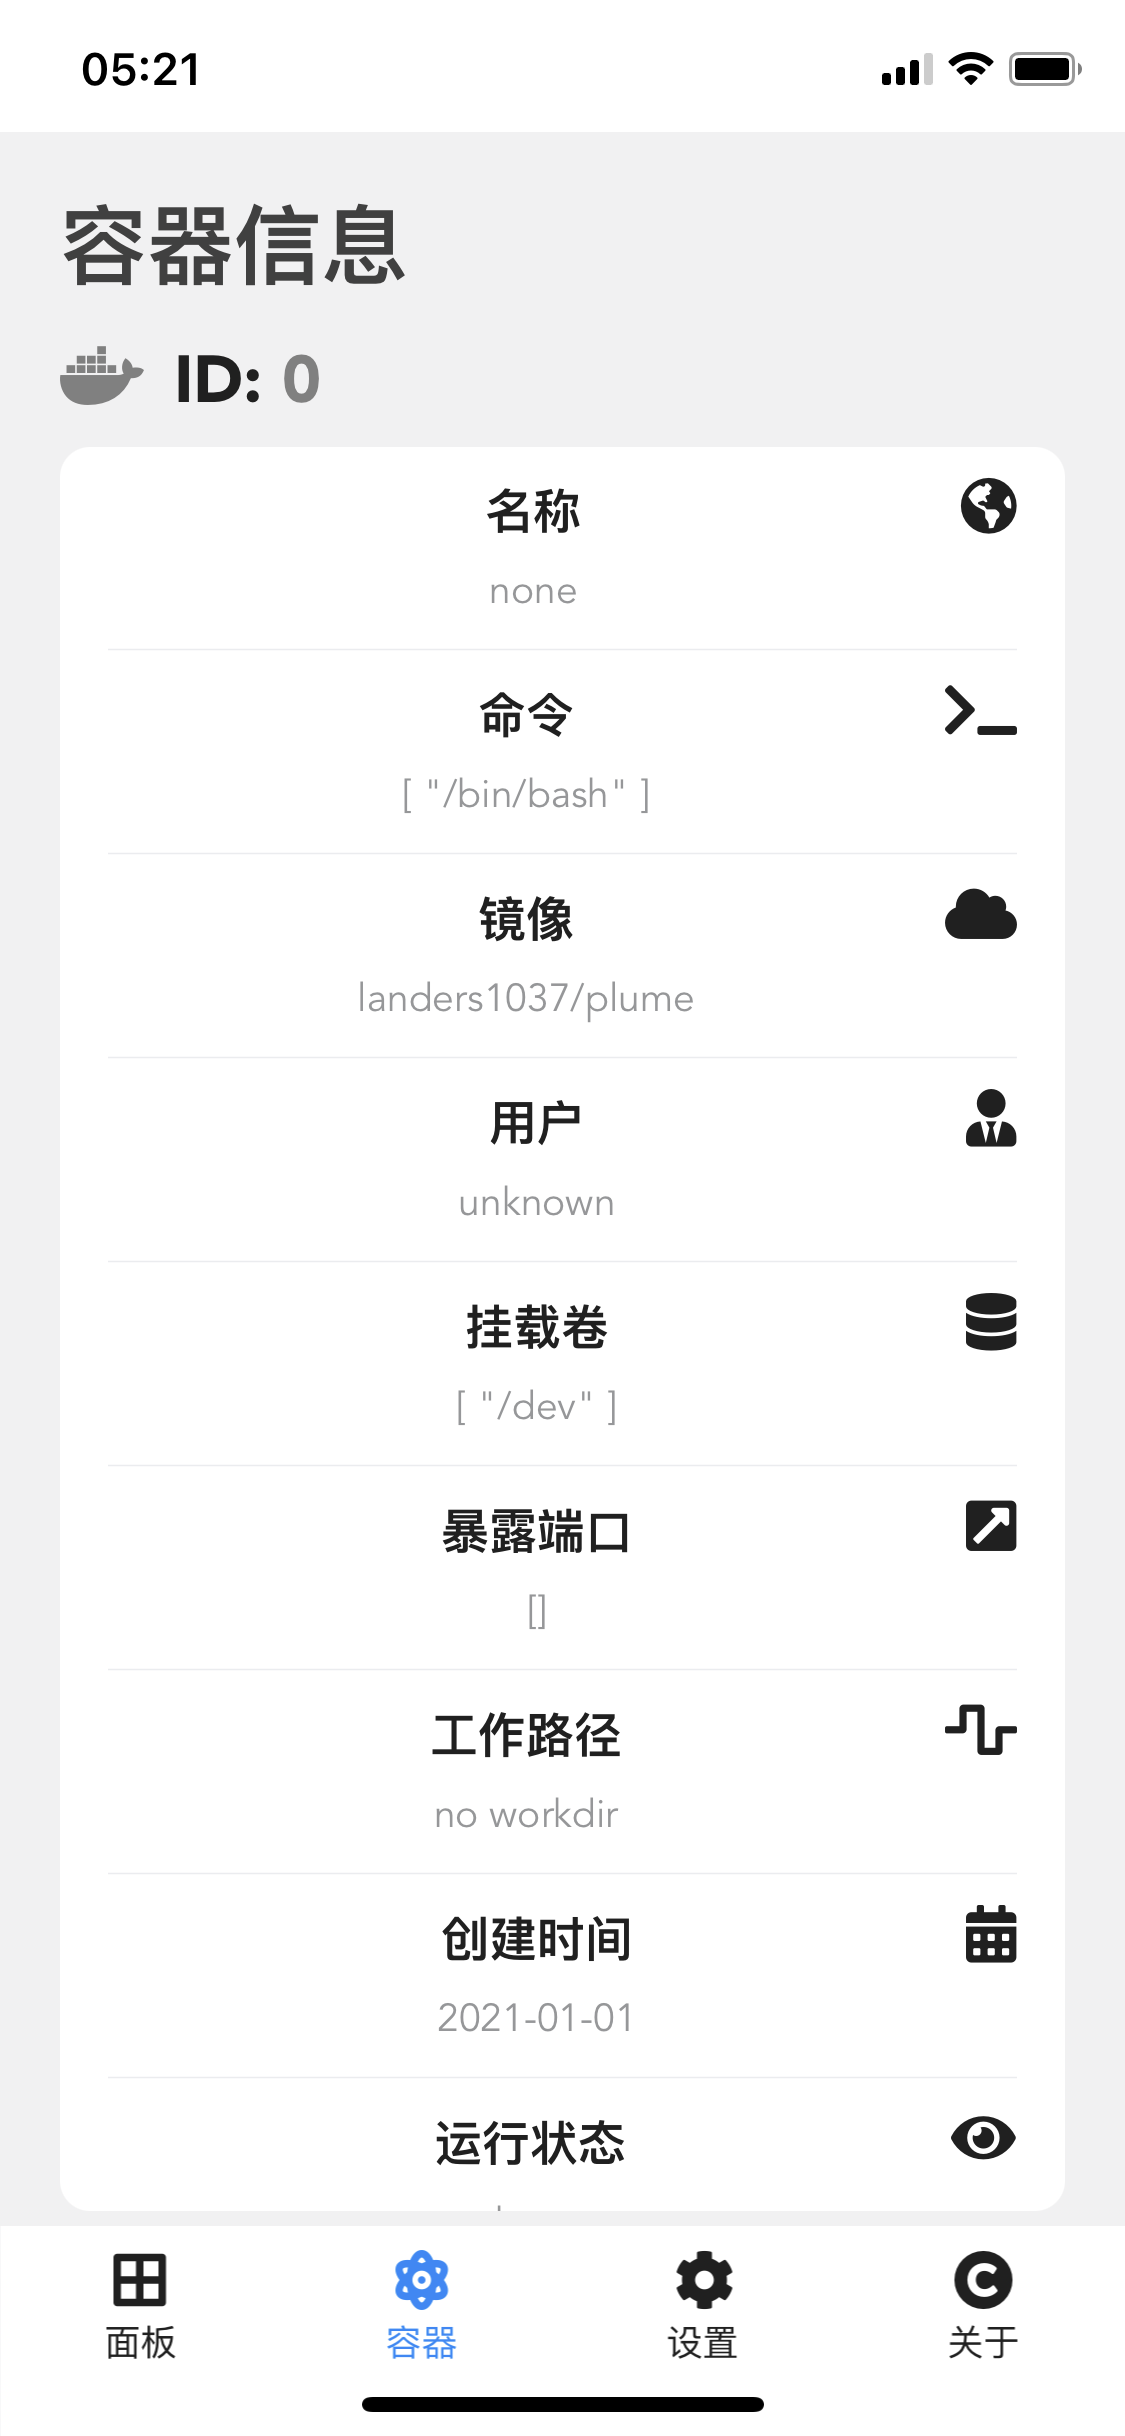 05:21
容器信息
ID: 0
名称
none
命令
[ "/bin/bash" ]
镜像
landers1037/plume
用户
unknown
挂载卷
[ "/dev" ]
暴露端口
[]
工作路径
no workdir
创建时间
2021-01-01
运行状态
面板
容器
设置
关于